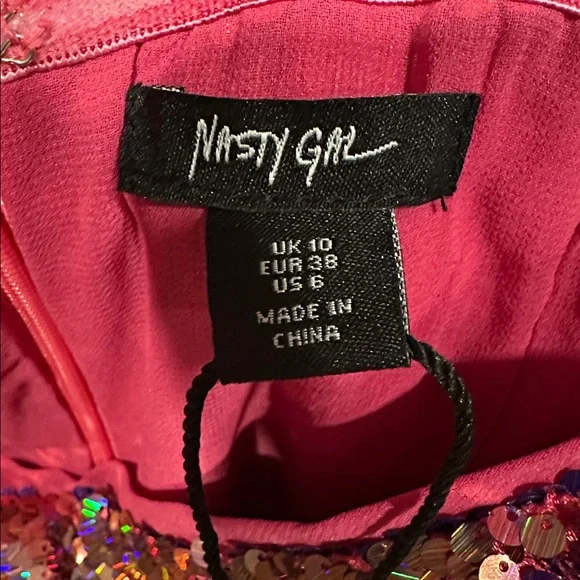 NASTY GAL
UK 10
EUR 38
US 6
MADE IN
CHINA